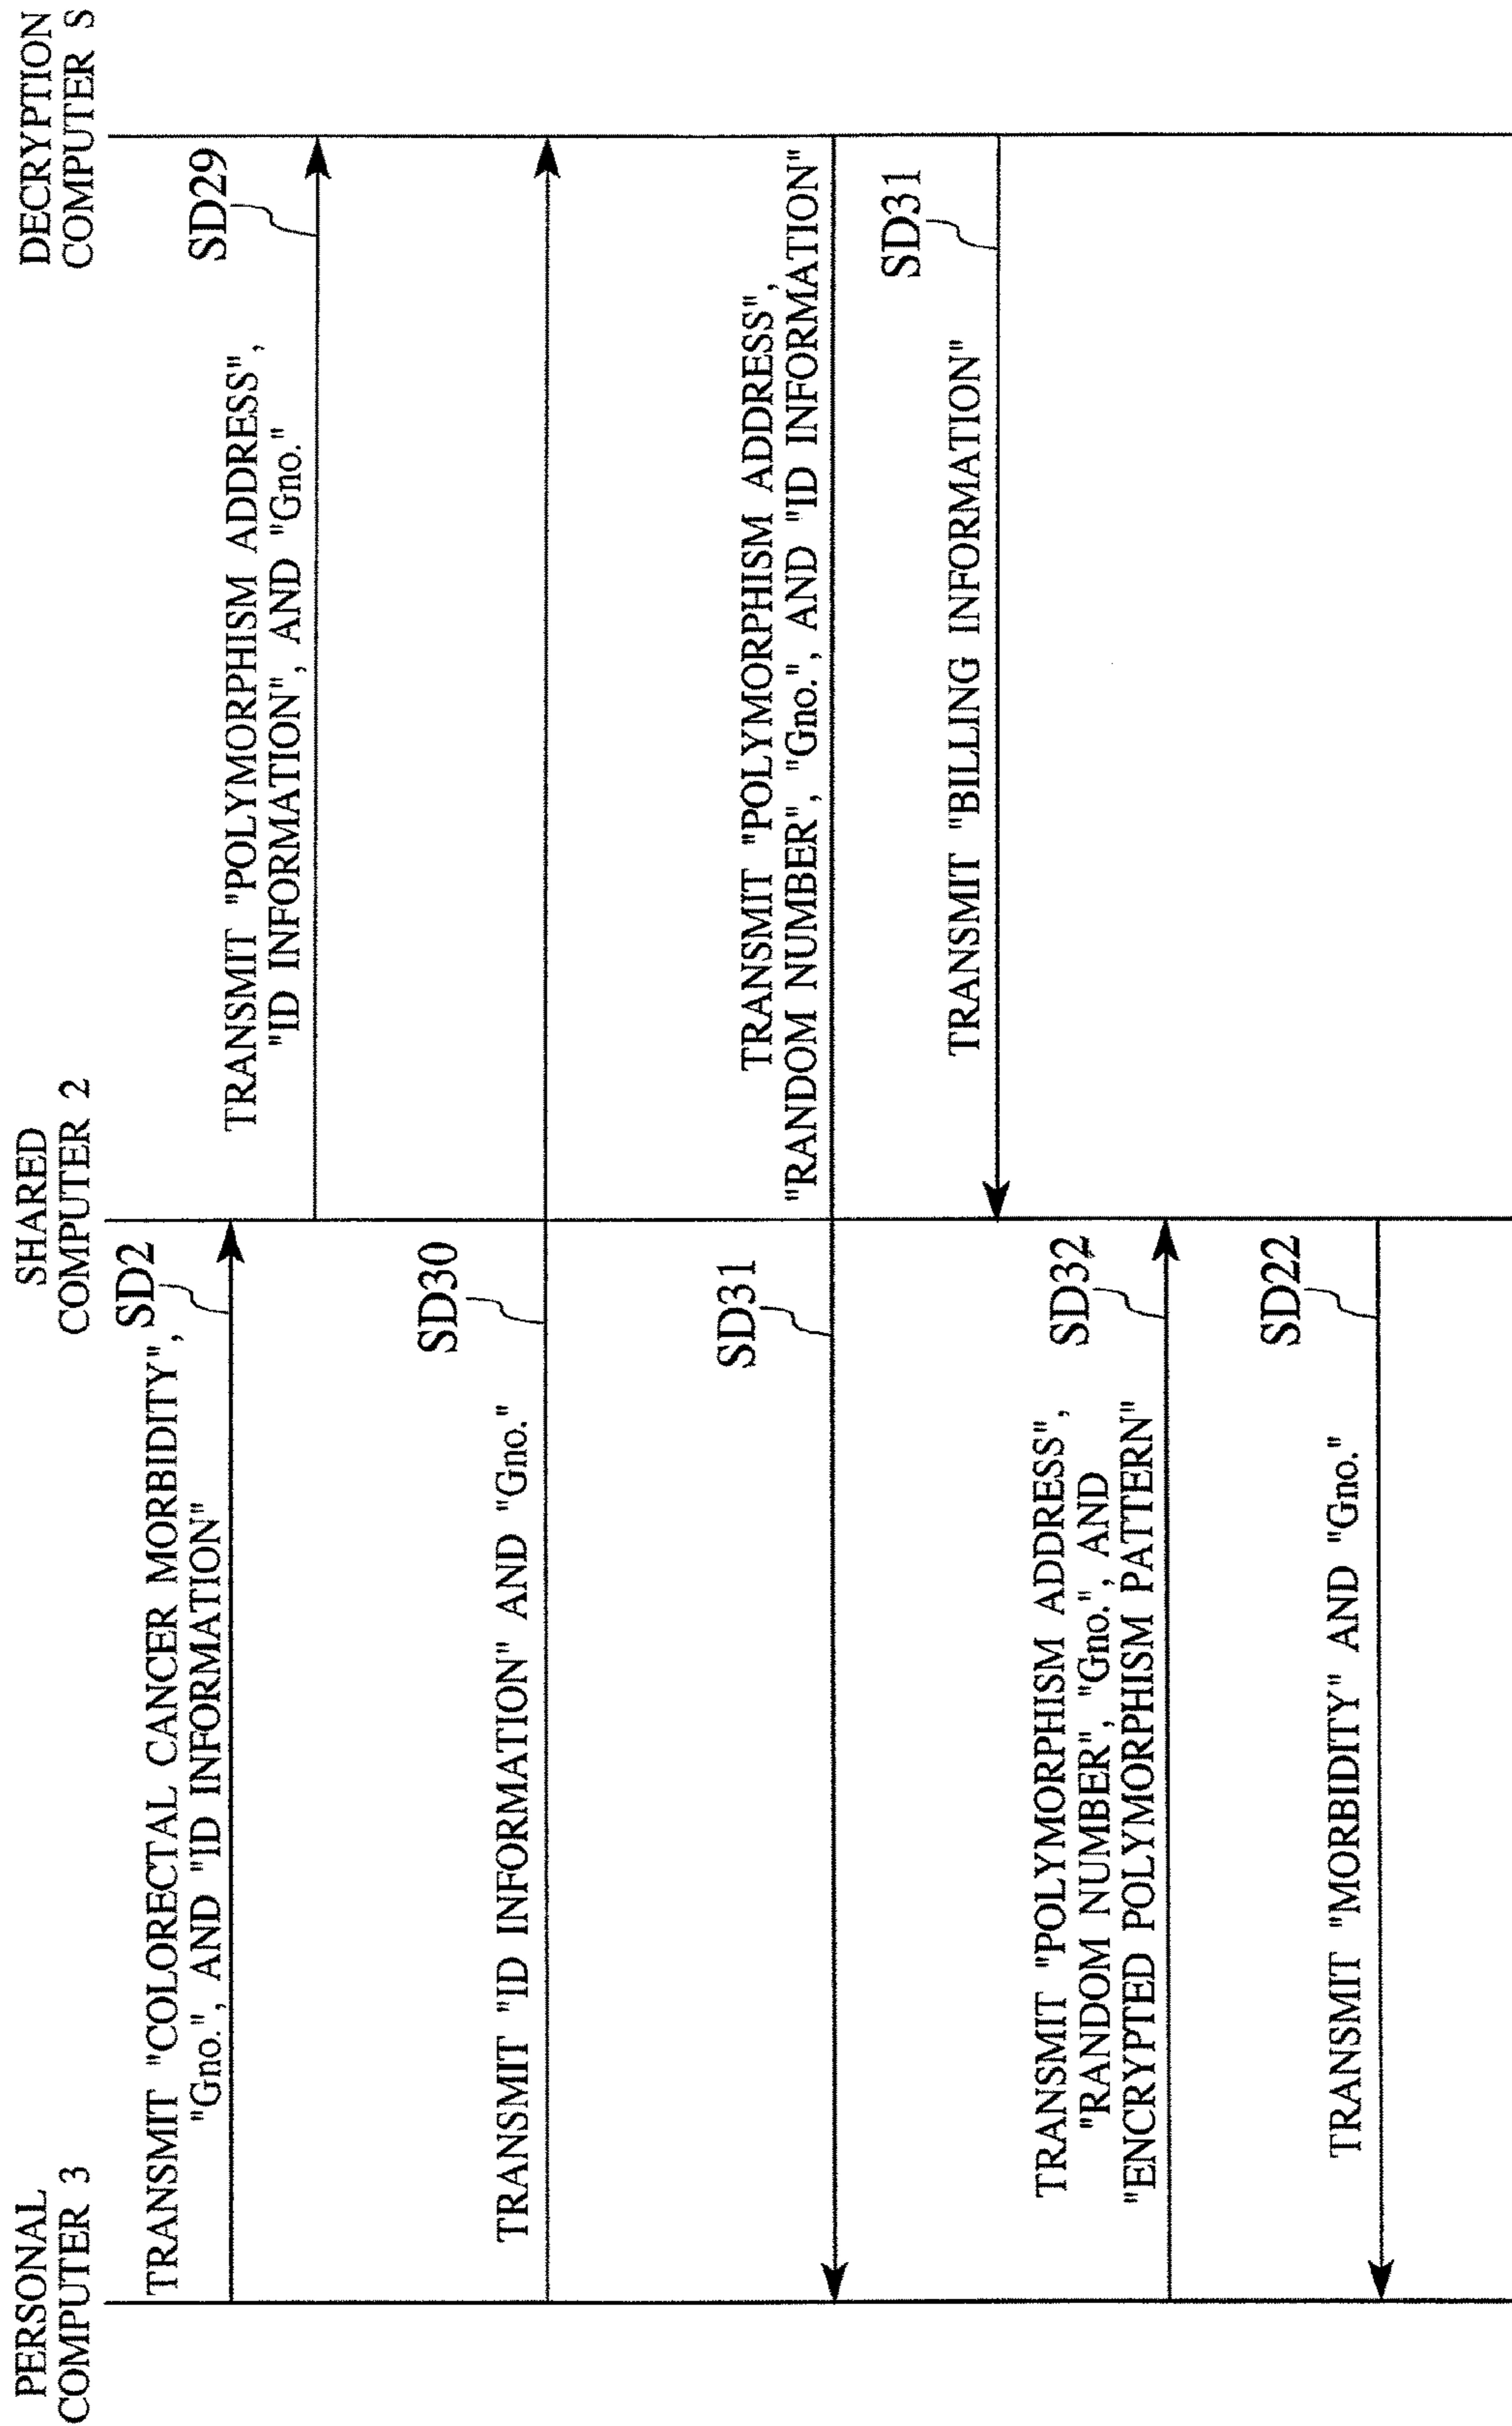 PERSONAL
COMPUTER 3
SHARED
COMPUTER 2
DECRYPTION
COMPUTER S
TRANSMIT "COLORECTAL CANCER MORBIDITY",
"Gno.", AND "ID INFORMATION"
SD2
TRANSMIT "POLYMORPHISM ADDRESS",
"ID INFORMATION", AND "Gno."
SD29
TRANSMIT "ID INFORMATION" AND "Gno."
SD30
TRANSMIT "POLYMORPHISM ADDRESS",
"RANDOM NUMBER", "Gno.", AND "ID INFORMATION"
SD31
TRANSMIT "BILLING INFORMATION"
SD31
TRANSMIT "POLYMORPHISM ADDRESS",
"RANDOM NUMBER", "Gno.", AND
"ENCRYPTED POLYMORPHISM PATTERN"
SD32
TRANSMIT "MORBIDITY" AND "Gno."
SD22